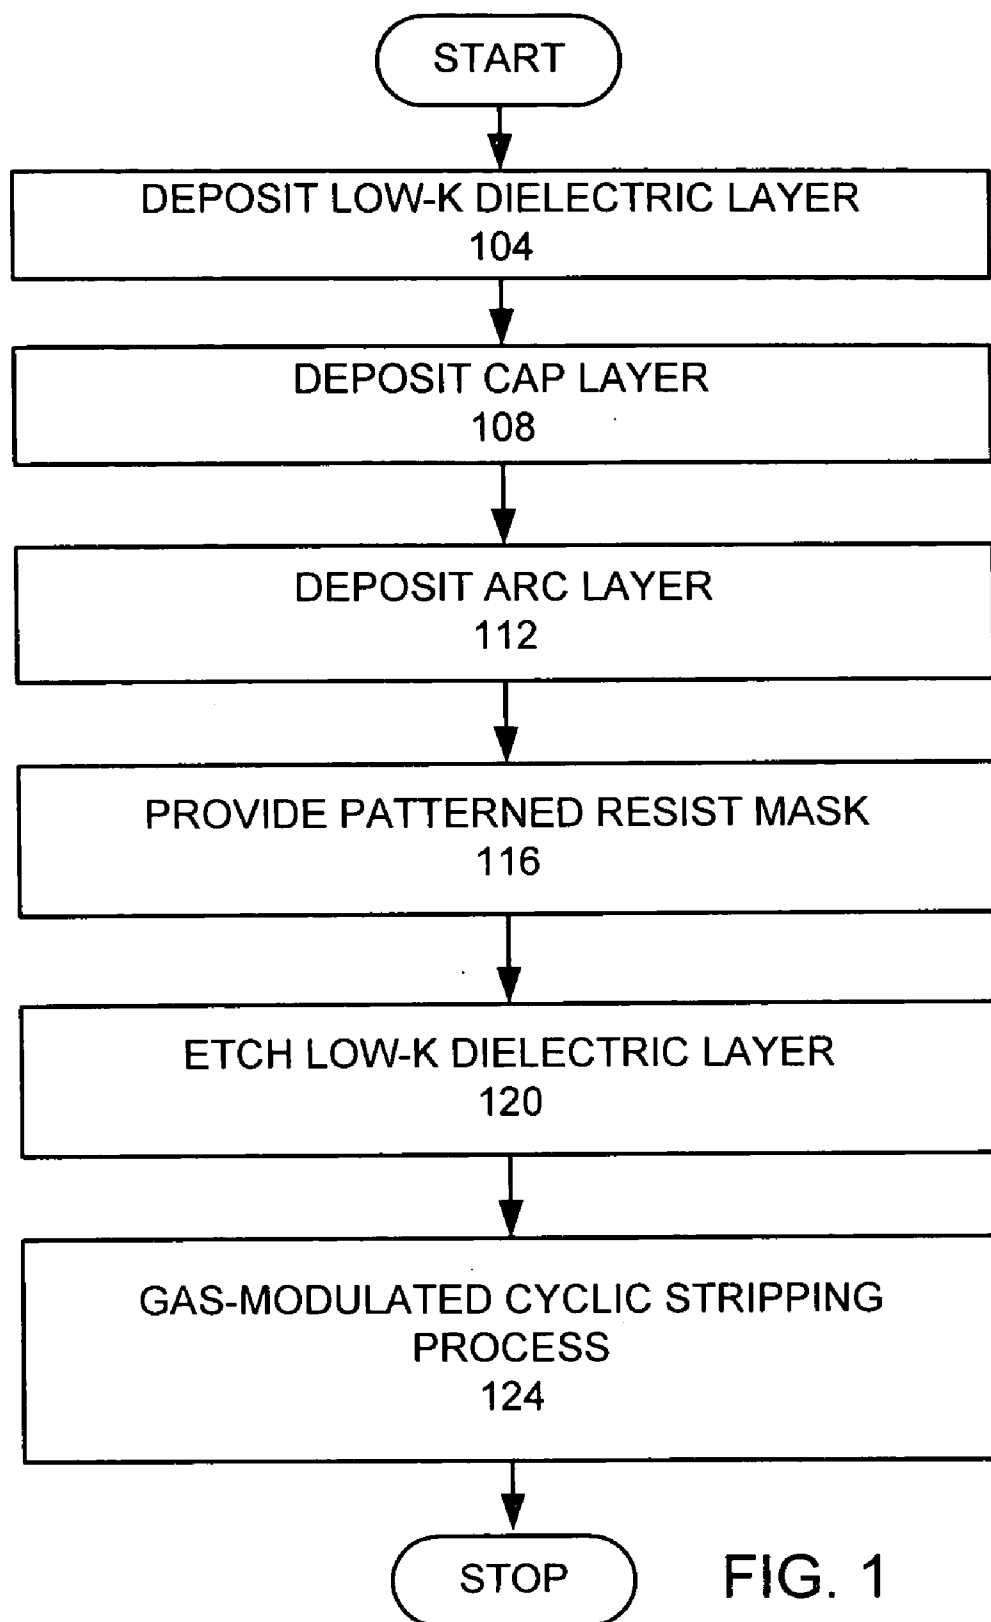 START
DEPOSIT LOW-K DIELECTRIC LAYER
104
DEPOSIT CAP LAYER
108
DEPOSIT ARC LAYER
112
PROVIDE PATTERNED RESIST MASK
116
ETCH LOW-K DIELECTRIC LAYER
120
GAS-MODULATED CYCLIC STRIPPING
PROCESS
124
STOP
FIG. 1